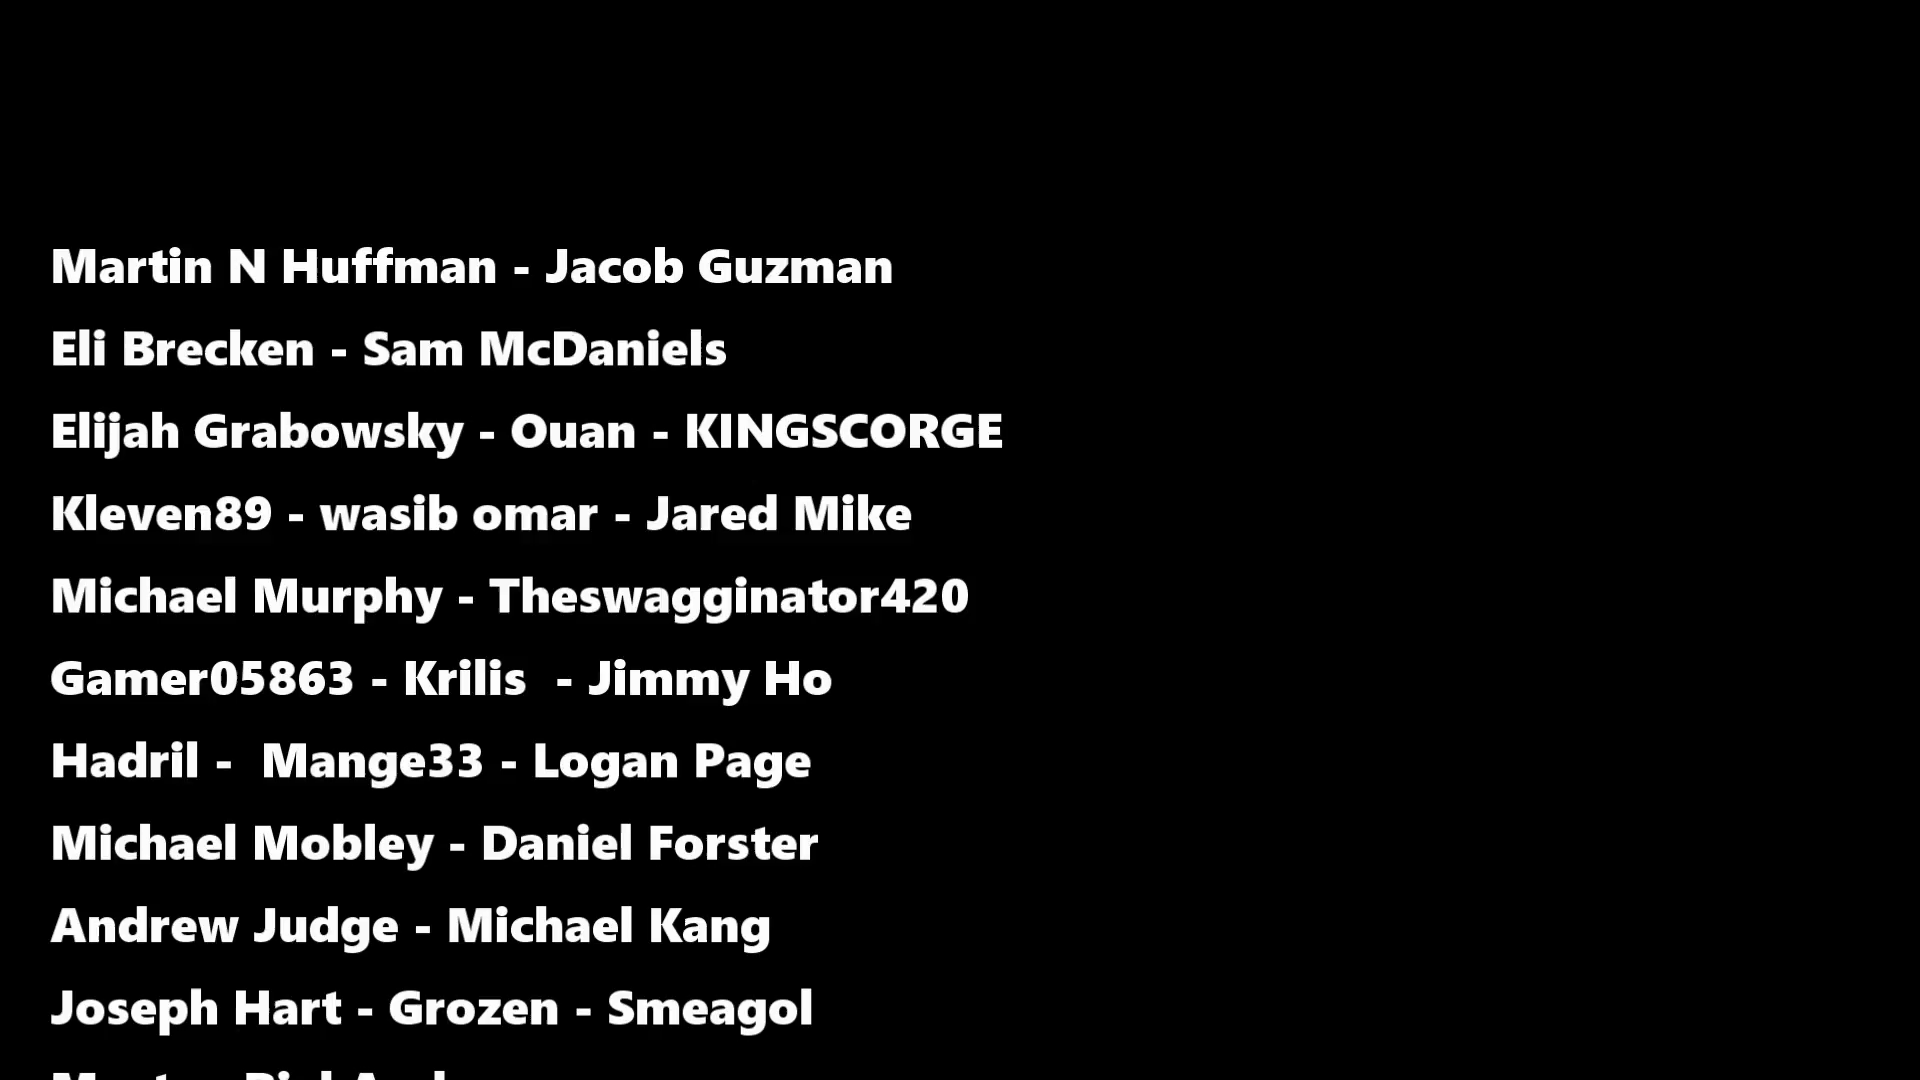 Martin N Huffman - Jacob Guzman
Eli Brecken - Sam McDaniels
Elijah Grabowsky - Ouan - KINGSCORGE
Kleven89 - wasib omar - Jared Mike
Michael Murphy - Theswagginator420
Gamer05863 - Krilis  - Jimmy Ho
Hadril -  Mange33 - Logan Page
Michael Mobley - Daniel Forster
Andrew Judge - Michael Kang
Joseph Hart - Grozen - Smeagol